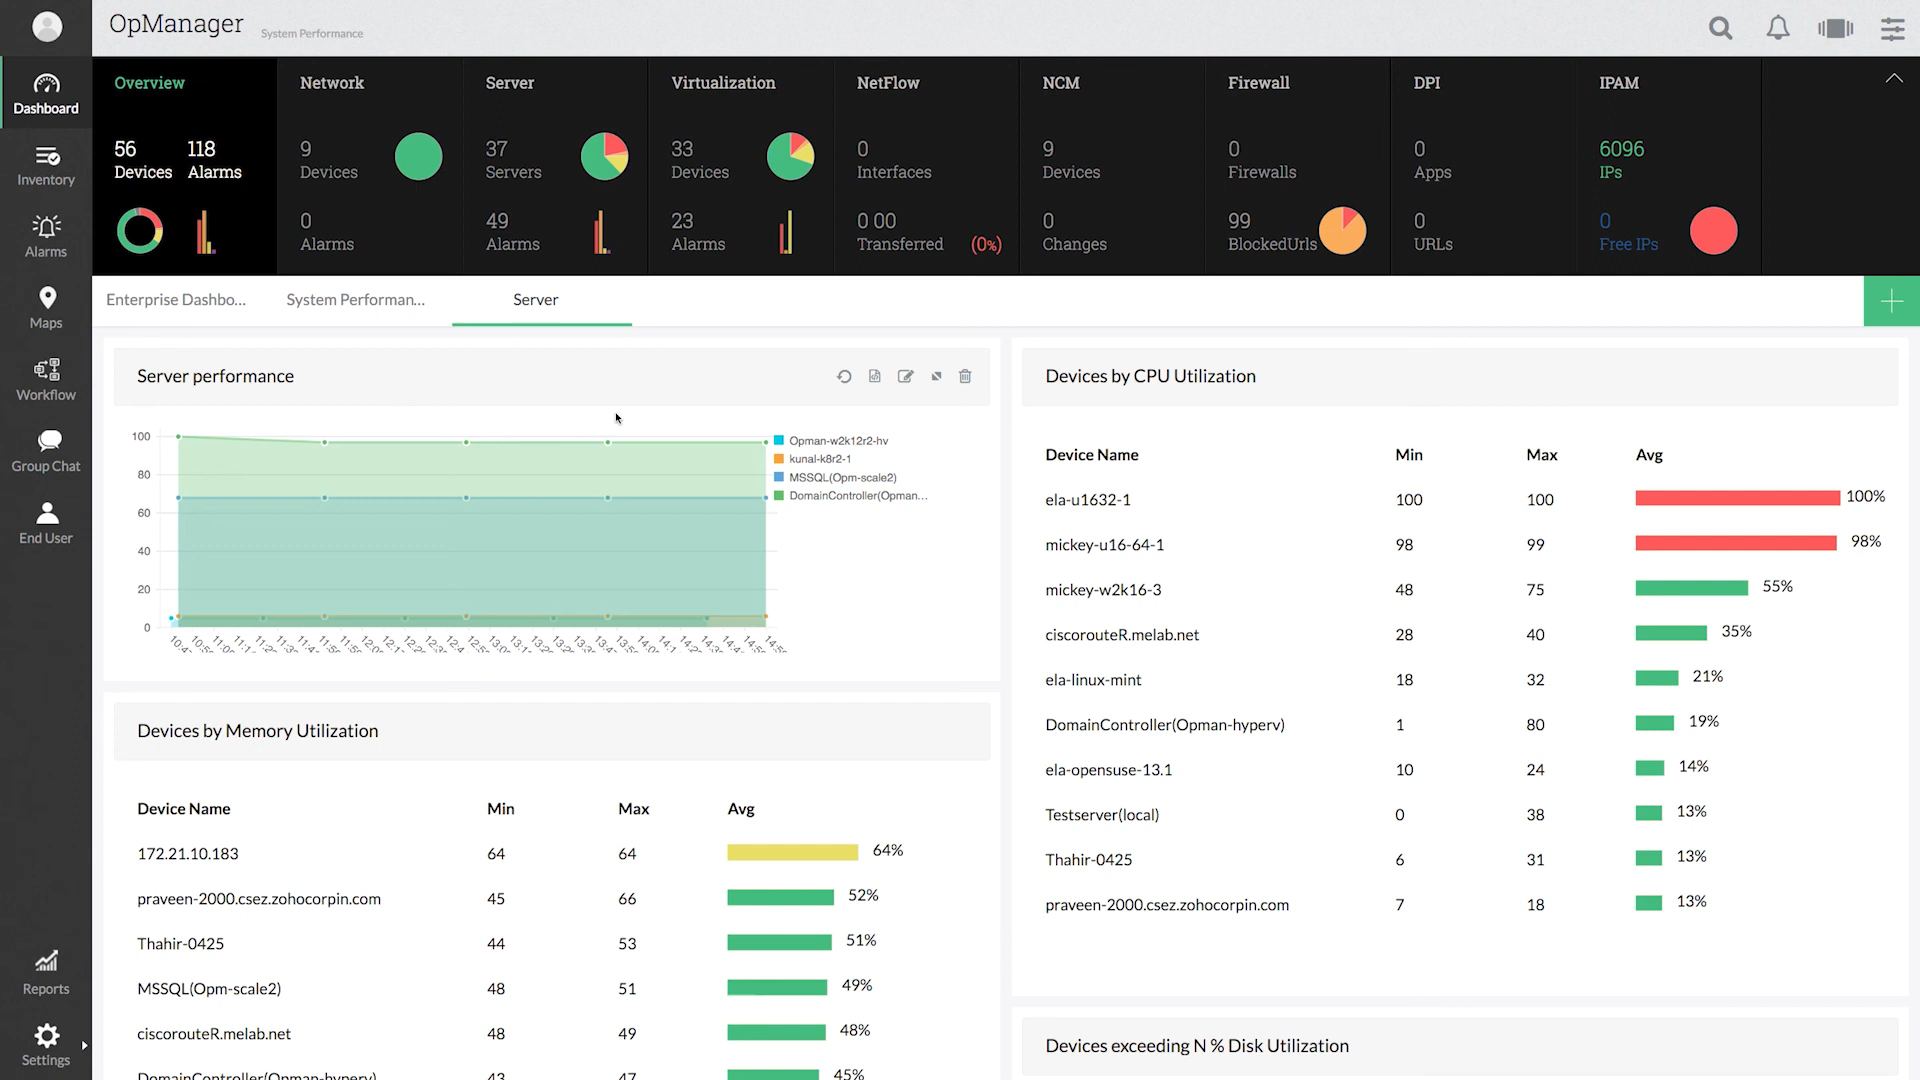 OpManager System Performance
Dashboard
Inventory
Alarms
Maps
Workflow
Group Chat
End User
Reports
Settings
Overview
56 118
Devices Alarms
Network
9
Devices
0
Alarms
Server
37
Servers
49
Alarms
Virtualization
33
Devices
23
Alarms
NetFlow
0
Interfaces
0 00
Transferred (0%)
NCM
9
Devices
0
Changes
Firewall
0
Firewalls
99
BlockedUrls
DPI
0
Apps
0
URLs
IPAM
6096
IPs
0
Free IPs
Enterprise Dashbo... System Performan... Server
Server performance
100
80
60
40
20
0
Opman-w2k12r2-hv
kunal-k8r2-1
MSSQL(Opm-scale2)
DomainController(Opman...
Devices by Memory Utilization
Device Name Min Max Avg
172.21.10.183 64 64 64%
praveen-2000.csez.zohocorpin.com 45 66 52%
Thahir-0425 44 53 51%
MSSQL(Opm-scale2) 48 51 49%
ciscorouteR.melab.net 48 49 48%
DomainController(Opman-hyperv) 43 47 45%
Devices by CPU Utilization
Device Name Min Max Avg
ela-u1632-1 100 100 100%
mickey-u16-64-1 98 99 98%
mickey-w2k16-3 48 75 55%
ciscorouteR.melab.net 28 40 35%
ela-linux-mint 18 32 21%
DomainController(Opman-hyperv) 1 80 19%
ela-opensuse-13.1 10 24 14%
Testserver(local) 0 38 13%
Thahir-0425 6 31 13%
praveen-2000.csez.zohocorpin.com 7 18 13%
Devices exceeding N % Disk Utilization